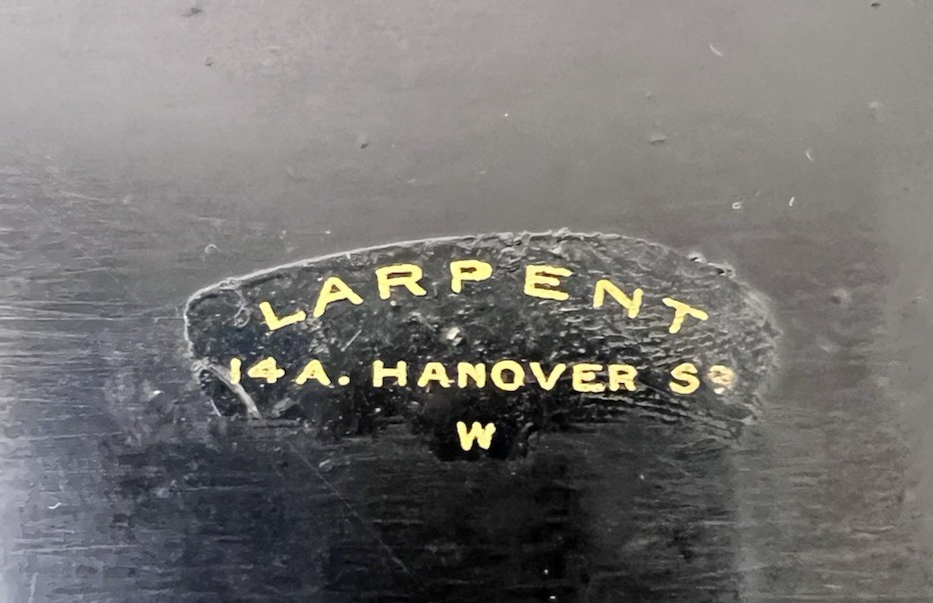 LARPENT
14A. HANOVER Sq
W